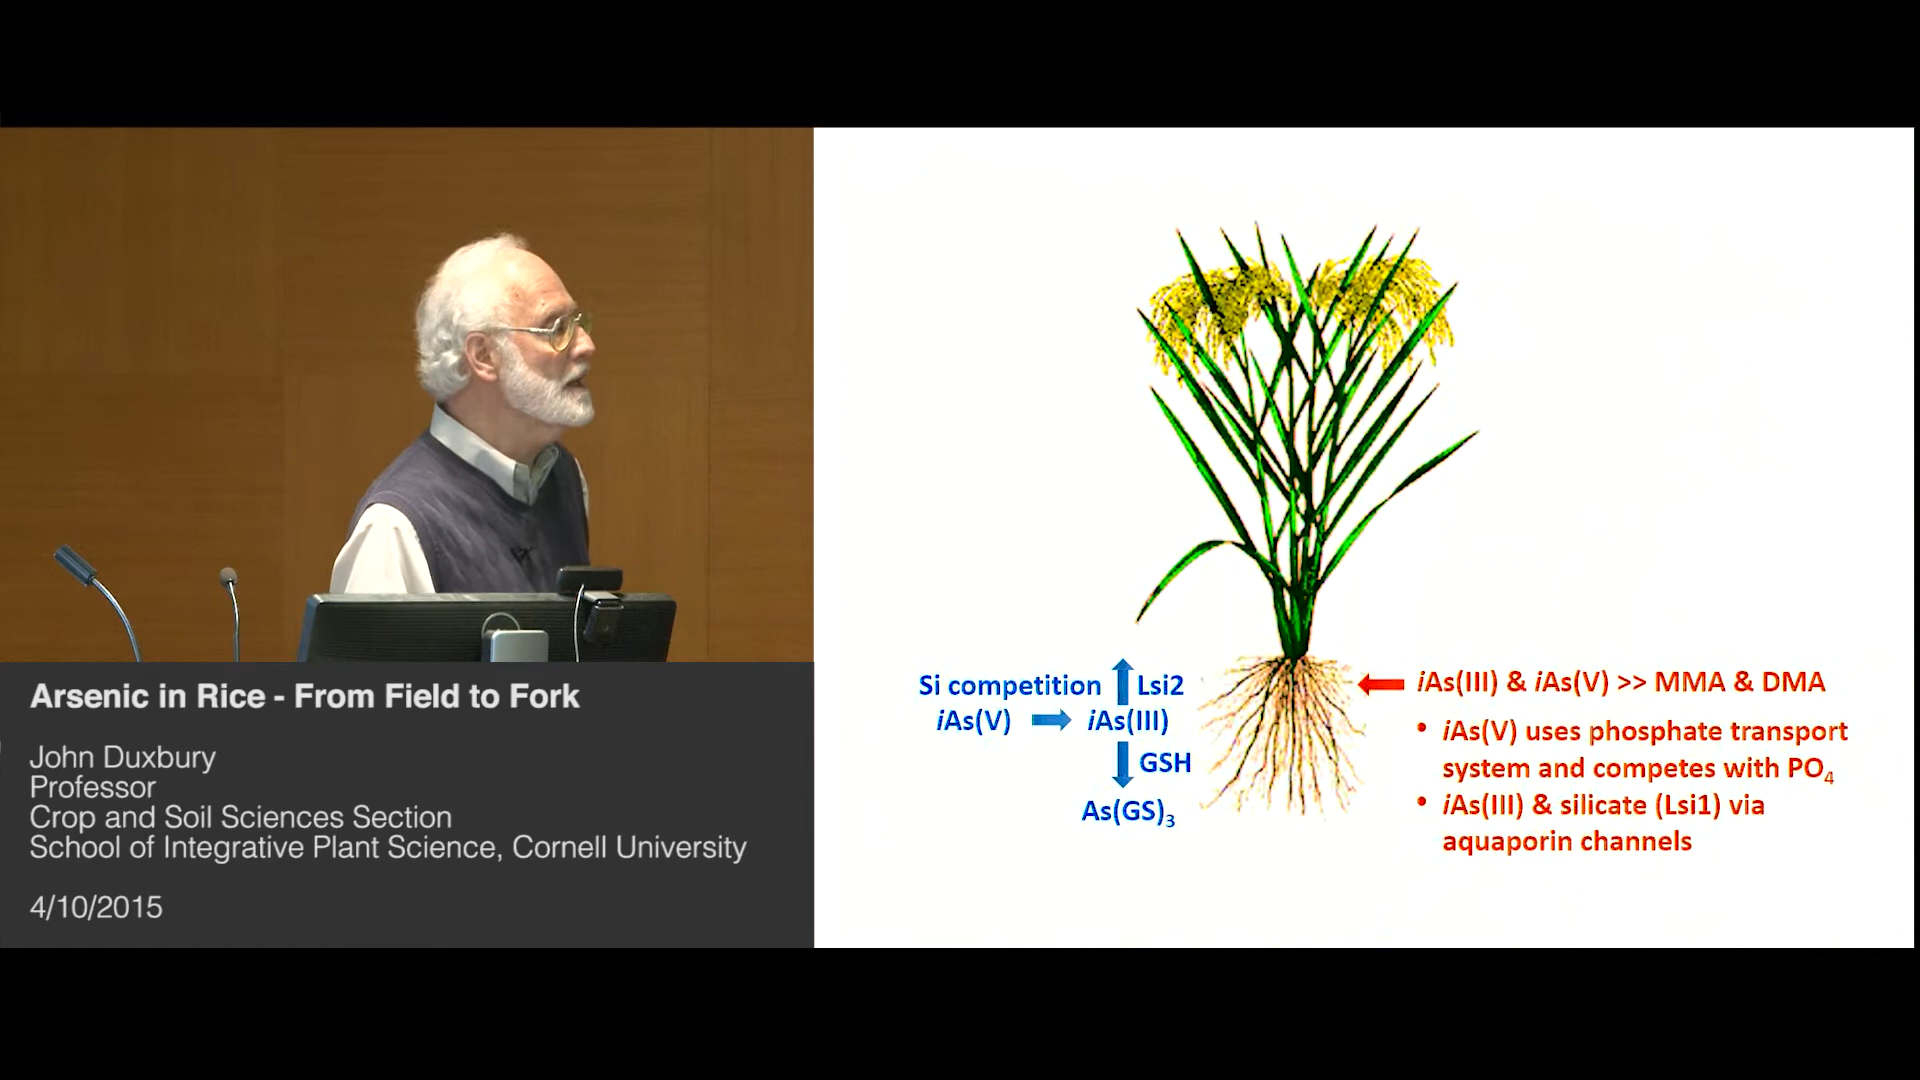 Arsenic in Rice - From Field to Fork
John Duxbury
Professor
Crop and Soil Sciences Section
School of Integrative Plant Science, Cornell University
4/10/2015
Si competition
Lsi2
iAs(V)
iAs(III)
GSH
As(GS)₃
iAs(III) & iAs(V) >> MMA & DMA
• iAs(V) uses phosphate transport
system and competes with PO₄
• iAs(III) & silicate (Lsi1) via
aquaporin channels